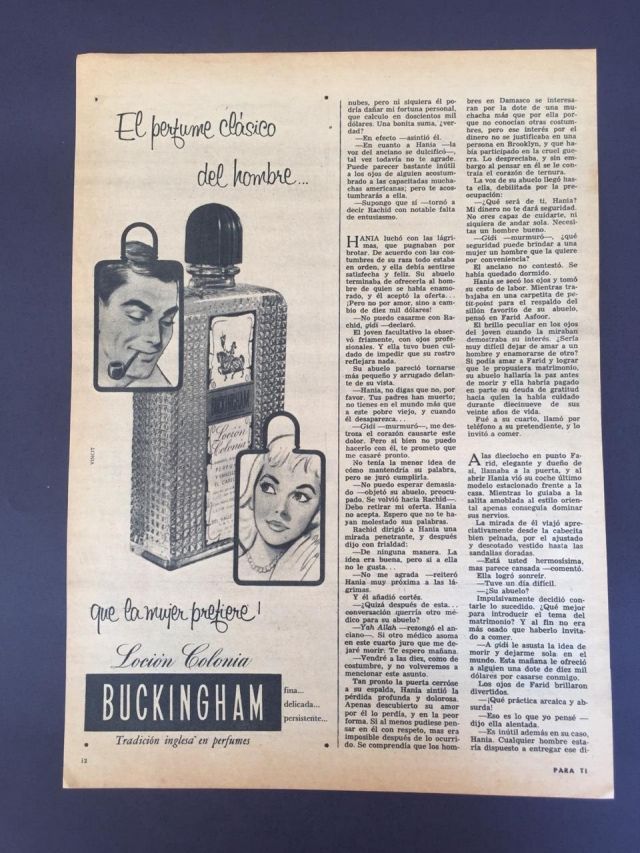 El perfume clásico
del hombre...
BUCKINGHAM
Loción
Colonia
que la mujer prefiere!
Loción Colonia
BUCKINGHAM
fina...
delicada...
persistente...
Tradición inglesa en perfumes
12
nubes, pero ni siquiera él po-
dría dañar mi fortuna personal,
que calculo en doscientos mil
dólares. Una bonita suma, ¿ver-
dad?
—En efecto —asintió él.
—En cuanto a Hania —la
voz del anciano se dulcificó—,
tal vez todavía no te agrade.
Puede parecer bastante inútil
a los ojos de alguien acostum-
brado a las capacitadas mucha-
chas americanas; pero te acos-
tumbrarás a ella.
—Supongo que sí —tornó a
decir Rachid con notable falta
de entusiasmo.
HANIA luchó con las lágri-
mas, que pugnaban por
brotar. De acuerdo con las cos-
tumbres de su raza todo estaba
en orden, y ella debía sentirse
satisfecha y feliz. Su abuelo
terminaba de ofrecerla al hom-
bre de quien se había enamo-
rado, y él aceptó la oferta...
¡Pero no por amor, sino a cam-
bio de diez mil dólares!
—No puedo casarme con Ra-
chid, gidi —declaró.
El joven facultativo la obser-
vó fríamente, con ojos profe-
sionales. Y ella tuvo buen cui-
dado de impedir que su rostro
reflejara nada.
Su abuelo pareció tornarse
más pequeño y arrugado delan-
te de su vista.
—Hania, no digas que no, por
favor. Tus padres han muerto;
no tienes en el mundo más que
a este pobre viejo, y cuando
él desaparezca...
—Gidi —murmuró—, me des-
troza el corazón causarte este
dolor. Pero si bien no puedo
hacerlo con él, te prometo que
me casaré pronto.
No tenía la menor idea de
cómo mantendría su palabra,
pero se juró cumplirla.
—No puedo esperar demasia-
do —objetó su abuelo, preocu-
pado. Se volvió hacia Rachid—.
Debo retirar mi oferta. Hania
no acepta. Espero que no te ha-
yan molestado sus palabras.
Rachid dirigió a Hania una
mirada penetrante, y después
dijo con frialdad:
—De ninguna manera. La
idea era buena, pero si a ella
no le gusta...
—No me agrada —reiteró
Hania muy próxima a las lá-
grimas.
Y él añadió cortés:
—¿Quizá después de esta...
conversación querría otro mé-
dico para su abuelo?
—Yah Allah —rezongó el an-
ciano—. Si otro médico asoma
en este cuarto juro que me de-
jaré morir. Te espero mañana.
—Vendré a las diez, como de
costumbre, y no volveremos a
mencionar este asunto.
Tan pronto la puerta cerróse
a su espalda, Hania sintió la
pérdida profunda y dolorosa.
Apenas descubierto su amor
por él lo perdía, y en la peor
forma. Si al menos pudiese pen-
sar en él con respeto, mas era
imposible después de lo ocurri-
do. Se comprendía que los hom-
bres en Damasco se interesa-
ran por la dote de una mu-
chacha más que por ella por-
que no conocían otras costum-
bres, pero ese interés por el
dinero no se justificaba en una
persona en Brooklyn, y que ha-
bía participado en la cruel gue-
rra. Lo despreciaba, y sin em-
bargo al pensar en él se le con-
traía el corazón de ternura.
La voz de su abuelo llegó has-
ta ella, debilitada por la pre-
ocupación:
—¿Qué será de ti, Hania?
Mi dinero no te dará seguridad.
No eres capaz de cuidarte, ni
siquiera de andar sola. Necesi-
tas un hombre bueno.
—Gidi —murmuró—, ¿qué
seguridad puede brindar a una
mujer un hombre que la quiere
por conveniencia?
El anciano no contestó. Se
había quedado dormido.
Hania se secó los ojos y tomó
su cesto de labor. Mientras tra-
bajaba en una carpetita de pe-
tit-point para el respaldo del
sillón favorito de su abuelo,
pensó en Farid Asfoor.
El brillo peculiar en los ojos
del joven cuando la miraban
demostraba su interés. ¿Sería
muy difícil dejar de amar a un
hombre y enamorarse de otro?
Si podía amar a Farid y lograr
que le propusiera matrimonio,
su abuelo hallaría la paz antes
de morir y ella habría pagado
en parte su deuda de gratitud
hacia quien la había cuidado
durante diecinueve de sus
veinte años de vida.
Fué a su cuarto, llamó por
teléfono a su pretendiente, y lo
invitó a comer.
A las dieciocho en punto Fa-
rid, elegante y dueño de
sí, llamaba a la puerta, y al
abrir Hania vió su coche último
modelo estacionado frente a la
casa. Mientras lo guiaba a la
salita amoblada al estilo orien-
tal apenas conseguía dominar
sus nervios.
La mirada de él viajó apre-
ciativamente desde la cabecita
bien peinada, por el ajustado
y descotado vestido hasta las
sandalias doradas.
—Está usted hermosísima,
mas parece cansada —comentó.
Ella logró sonreír.
—Tuve un día difícil.
—¿Su abuelo?
Impulsivamente decidió con-
tarle lo sucedido. ¿Qué mejor
para introducir el tema del
matrimonio? Y al fin no era
más osado que haberlo invita-
do a comer.
—A gidi le asusta la idea de
morir y dejarme sola en el
mundo. Esta mañana le ofreció
a alguien una dote de diez mil
dólares por casarse conmigo.
Los ojos de Farid brillaron
divertidos.
—¡Qué práctica arcaica y ab-
surda!
—Eso es lo que yo pensé —
dijo ella alentada.
—Es inútil además en su caso,
Hania. Cualquier hombre esta-
ría dispuesto a entregar ese di-
PARA TI